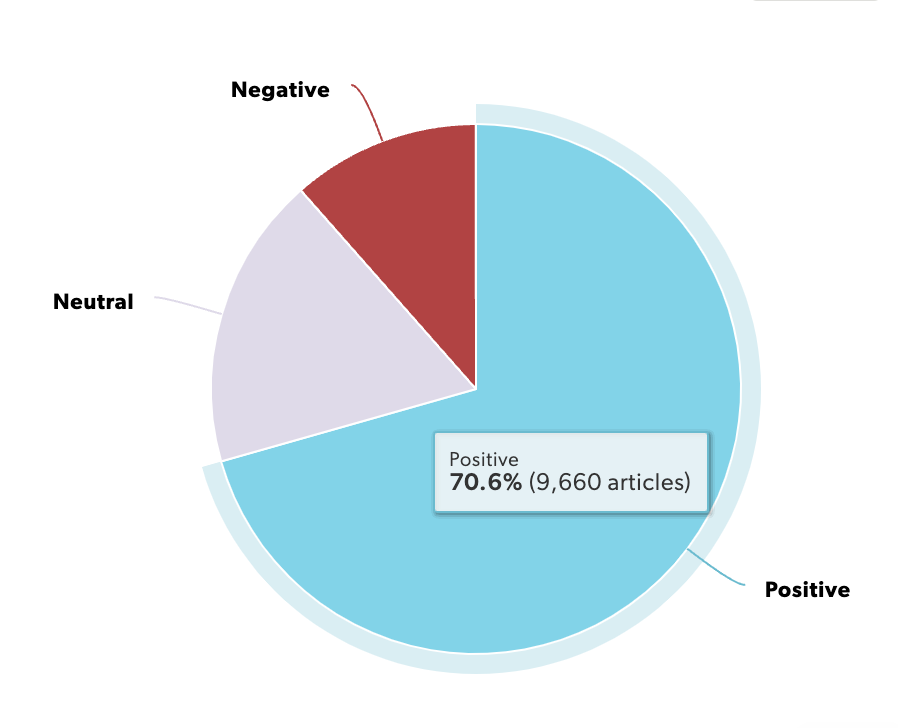 Negative
Neutral
Positive
70.6% (9,660 articles)
Positive